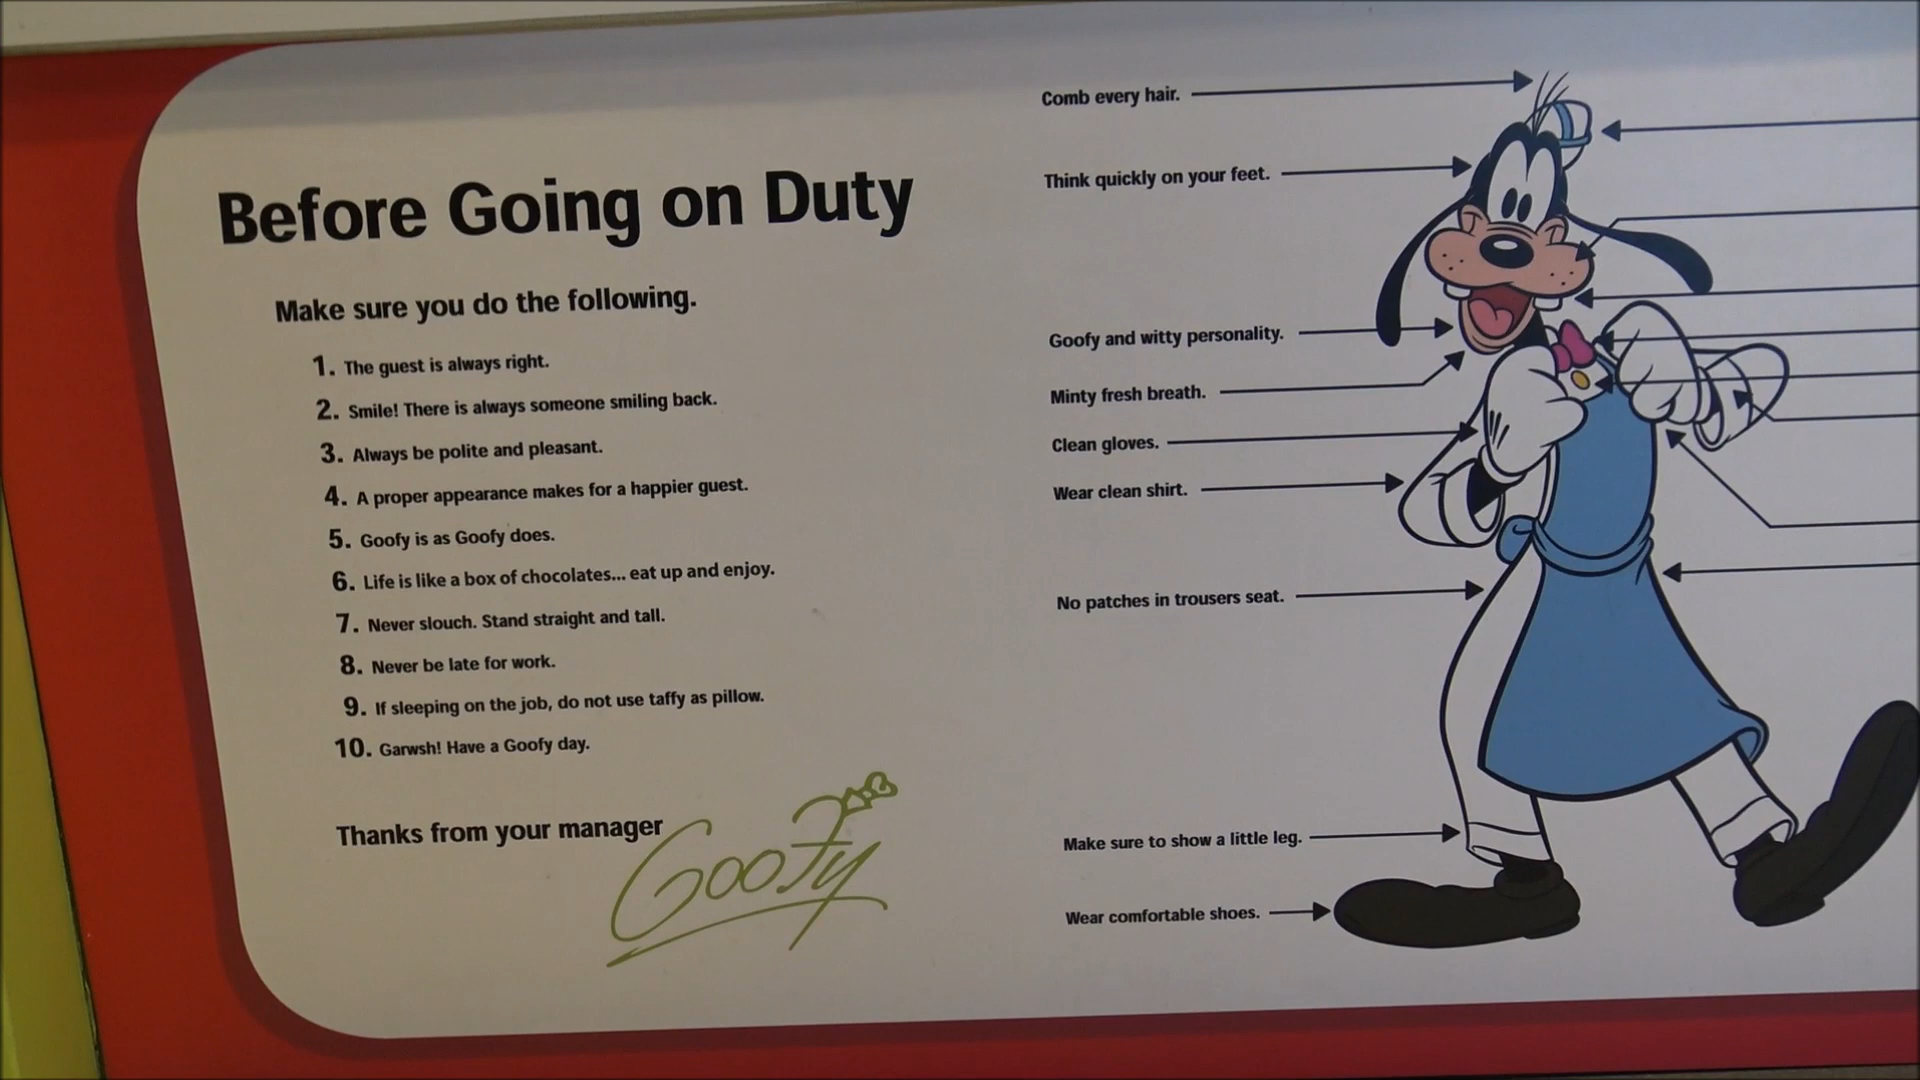 Before Going on Duty
Make sure you do the following.
1. The guest is always right.
2. Smile! There is always someone smiling back.
3. Always be polite and pleasant.
4. A proper appearance makes for a happier guest.
5. Goofy is as Goofy does.
6. Life is like a box of chocolates... eat up and enjoy.
7. Never slouch. Stand straight and tall.
8. Never be late for work.
9. If sleeping on the job, do not use taffy as pillow.
10. Garwsh! Have a Goofy day.
Thanks from your manager
Goofy
Comb every hair.
Think quickly on your feet.
Goofy and witty personality.
Minty fresh breath.
Clean gloves.
Wear clean shirt.
No patches in trousers seat.
Make sure to show a little leg.
Wear comfortable shoes.